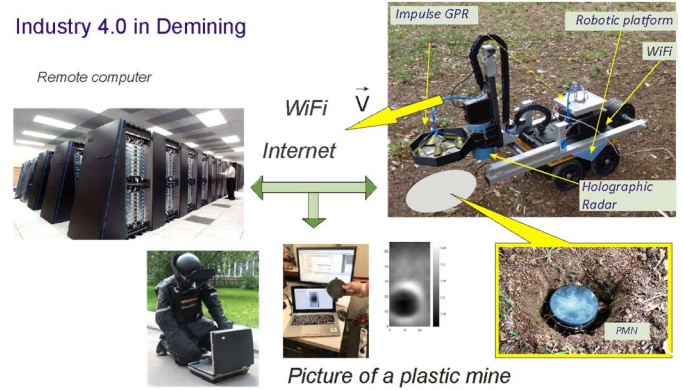 Industry 4.0 in Demining
Impulse GPR
Robotic platform
Remote computer
WiFi
WiFi
V
Internet
Holographic
Radar
PMN
Picture of a plastic mine